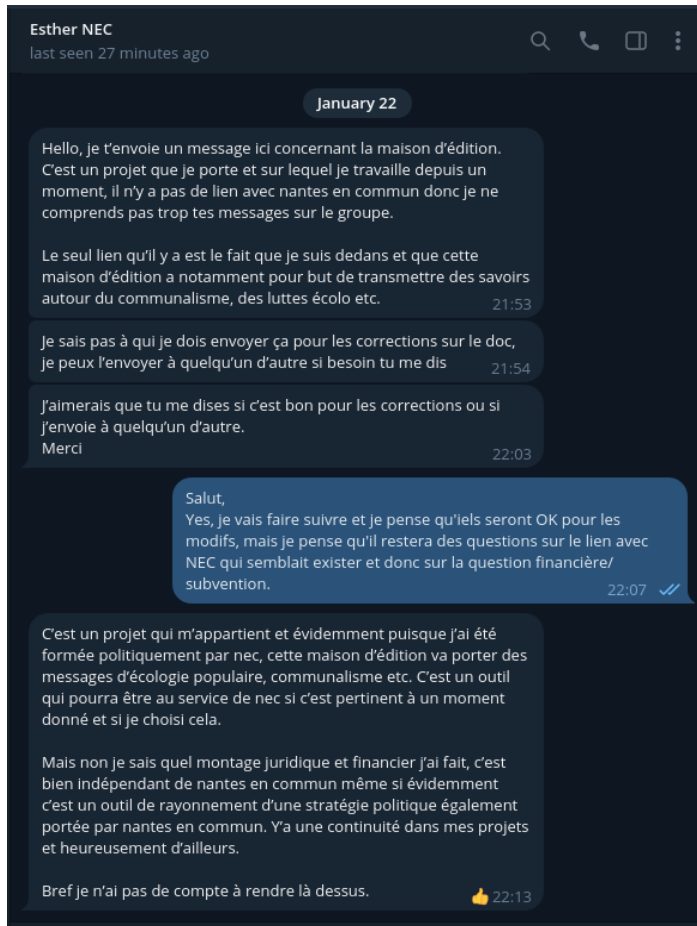 Esther NEC
last seen 27 minutes ago
January 22
Hello, je t'envoie un message ici concernant la maison d'édition.
C'est un projet que je porte et sur lequel je travaille depuis un
moment, il n'y a pas de lien avec nantes en commun donc je ne
comprends pas trop tes messages sur le groupe.
Le seul lien qu'il y a est le fait que je suis dedans et que cette
maison d'édition a notamment pour but de transmettre des savoirs
autour du communalisme, des luttes écolo etc.
21:53
Je sais pas à qui je dois envoyer ça pour les corrections sur le doc,
je peux l'envoyer à quelqu'un d'autre si besoin tu me dis
21:54
J'aimerais que tu me dises si c'est bon pour les corrections ou si
j'envoie à quelqu'un d'autre.
Merci
22:03
Salut,
Yes, je vais faire suivre et je pense qu'iels seront OK pour les
modifs, mais je pense qu'il restera des questions sur le lien avec
NEC qui semblait exister et donc sur la question financière/
subvention.
22:07
C'est un projet qui m'appartient et évidemment puisque j'ai été
formée politiquement par nec, cette maison d'édition va porter des
messages d'écologie populaire, communalisme etc. C'est un outil
qui pourra être au service de nec si c'est pertinent à un moment
donné et si je choisi cela.
Mais non je sais quel montage juridique et financier j'ai fait, c'est
bien indépendant de nantes en commun même si évidemment
c'est un outil de rayonnement d'une stratégie politique également
portée par nantes en commun. Y'a une continuité dans mes projets
et heureusement d'ailleurs.
Bref je n'ai pas de compte à rendre là dessus.
👍 22:13